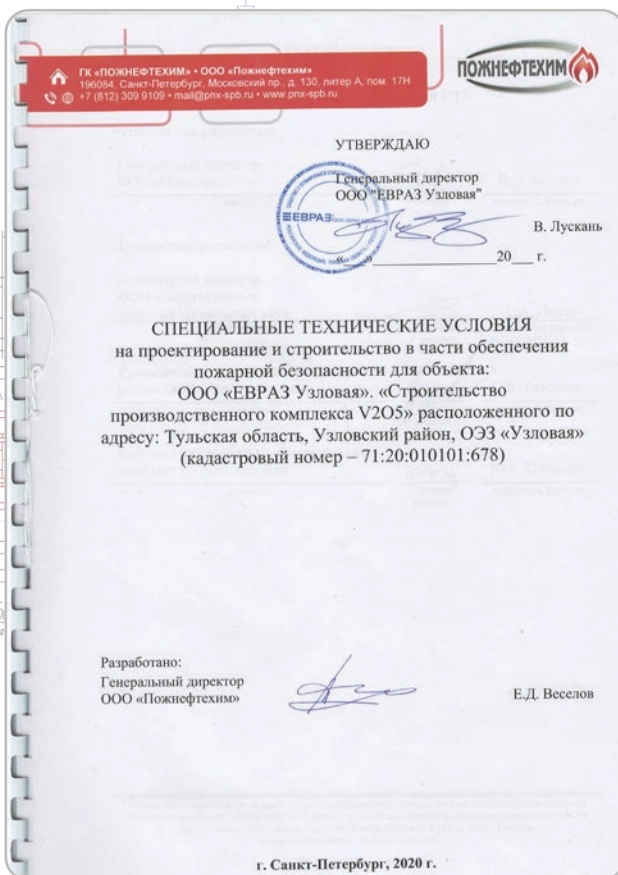 ГК «ПОЖНЕФТЕХИМ» • ООО «Пожнефтехим»
196084, Санкт-Петербург, Московский пр., д. 130, литер А, пом. 17Н
+7 (812) 309 9109 • mail@pnx-spb.ru • www.pnx-spb.ru
ПОЖНЕФТЕХИМ
УТВЕРЖДАЮ
Генеральный директор
ООО "ЕВРАЗ Узловая"
ЕВРАЗ
В. Лускань
«___»__________________20___ г.
СПЕЦИАЛЬНЫЕ ТЕХНИЧЕСКИЕ УСЛОВИЯ
на проектирование и строительство в части обеспечения
пожарной безопасности для объекта:
ООО «ЕВРАЗ Узловая». «Строительство
производственного комплекса V2O5» расположенного по
адресу: Тульская область, Узловский район, ОЭЗ «Узловая»
(кадастровый номер – 71:20:010101:678)
Разработано:
Генеральный директор
ООО «Пожнефтехим»
Е.Д. Веселов
г. Санкт-Петербург, 2020 г.